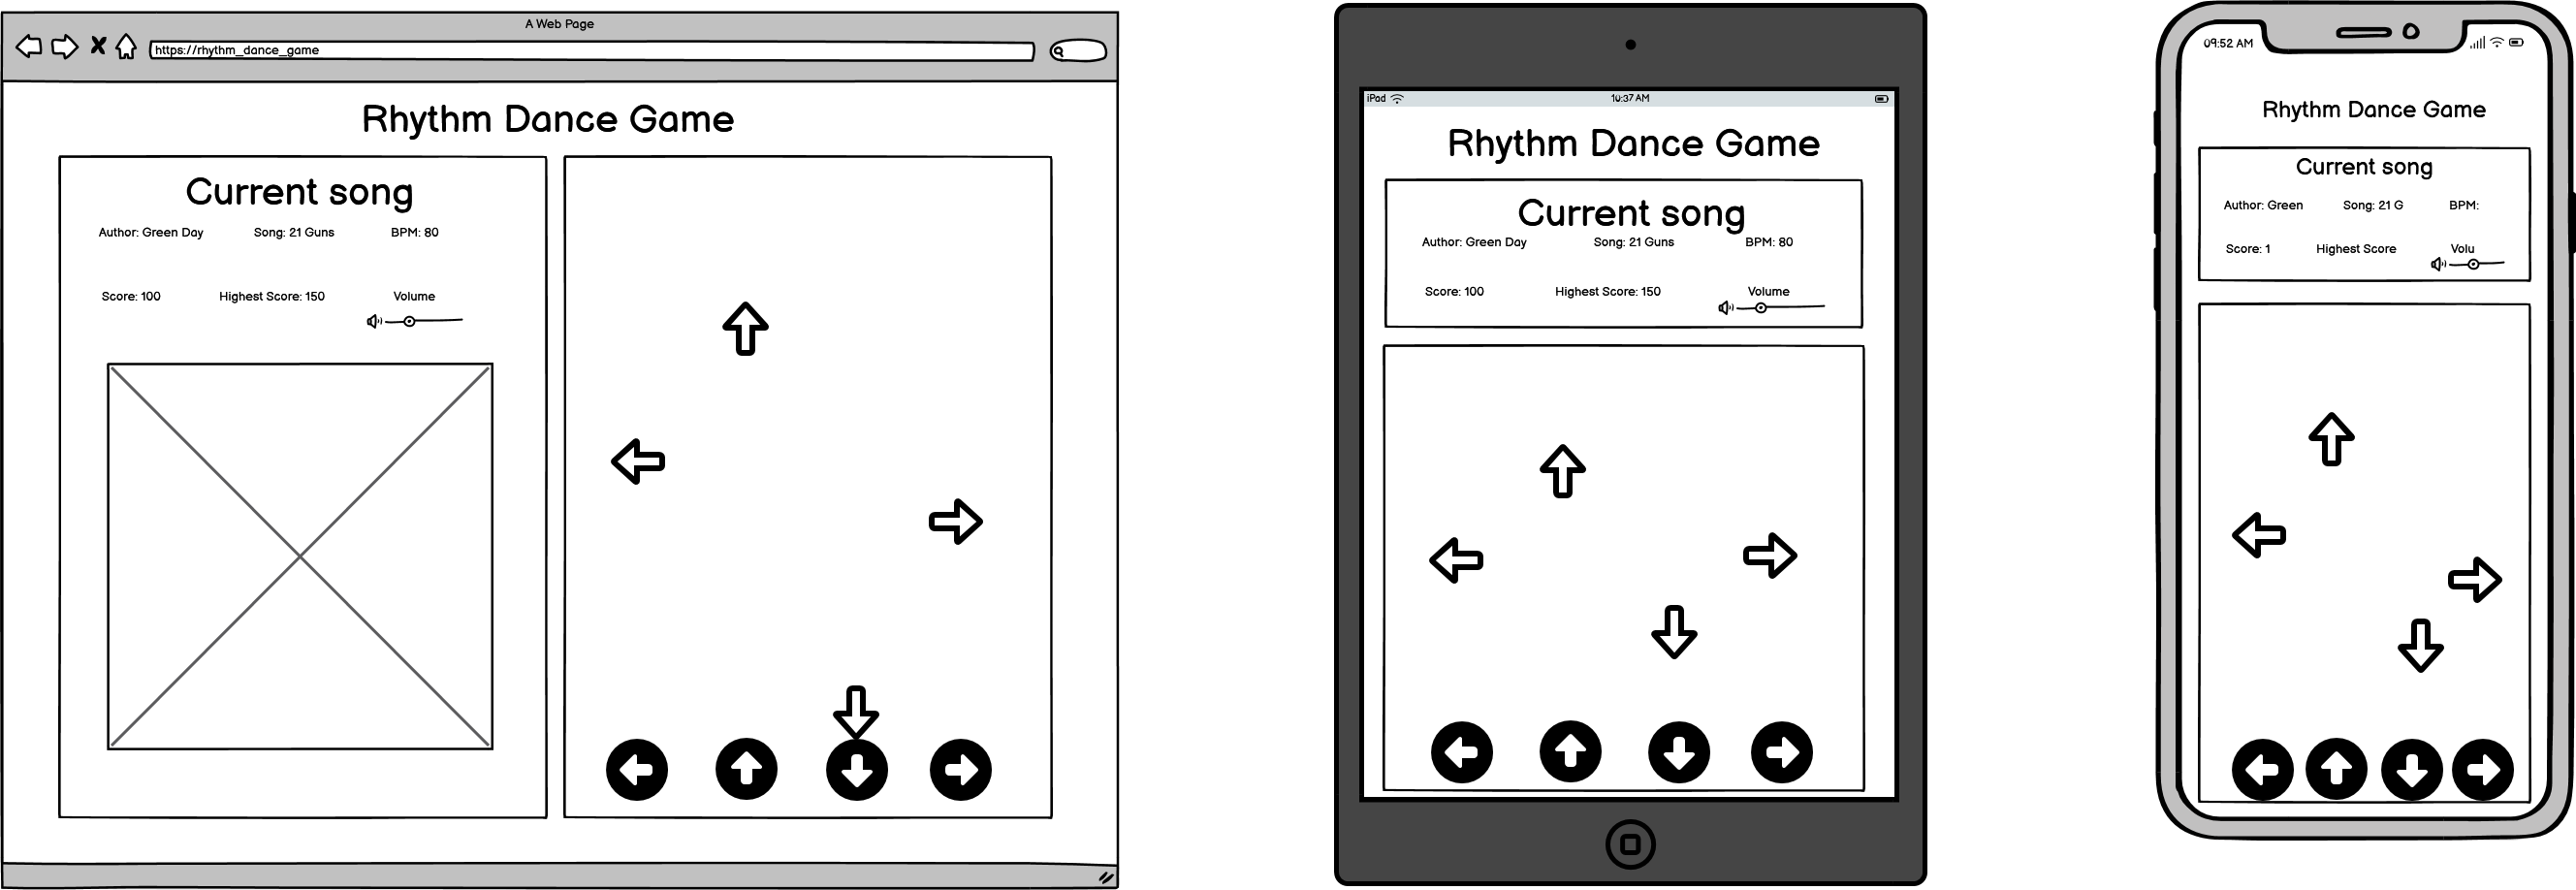 A Web Page
https://rhythm_dance_game
Rhythm Dance Game
Current song
Author: Green Day Song: 21 Guns BPM: 80
Score: 100 Highest Score: 150 Volume
iPad 10:37 AM
Rhythm Dance Game
Current song
Author: Green Day Song: 21 Guns BPM: 80
Score: 100 Highest Score: 150 Volume
09:52 AM
Rhythm Dance Game
Current song
Author: Green Song: 21 G BPM:
Score: 1 Highest Score Volu